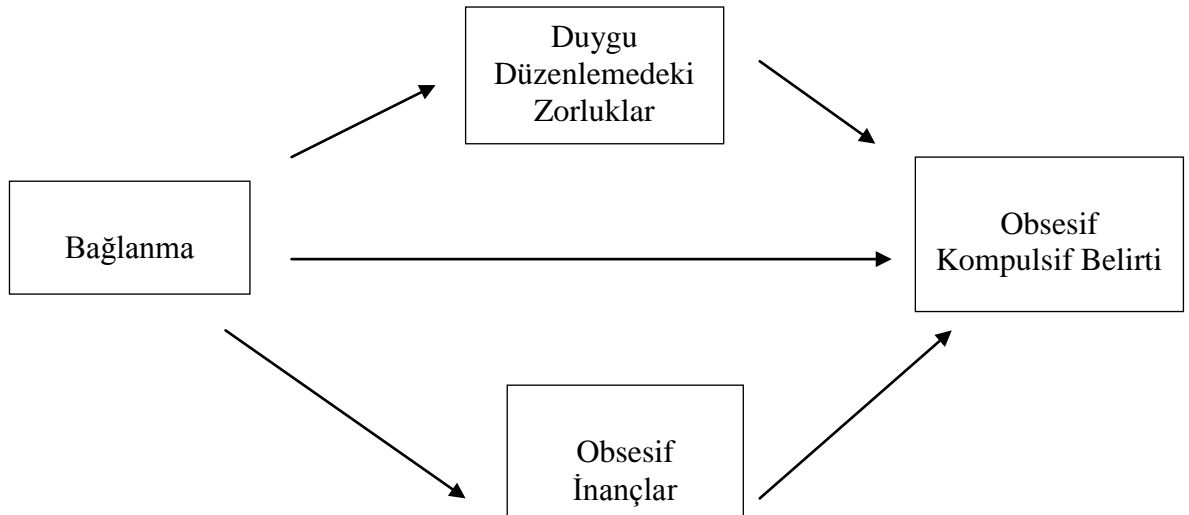 Duygu
Düzenlemedeki
Zorluklar
Bağlanma
Obsesif
Kompulsif Belirti
Obsesif
İnançlar